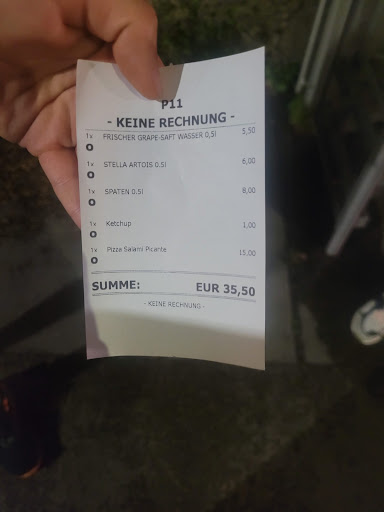 P11
- KEINE RECHNUNG -
1x FRISCHER GRAPE-SAFT WASSER 0,5l 5,50
O
1x STELLA ARTOIS 0.5l 6,00
O
1x SPATEN 0.5l 8,00
O
1x Ketchup 1,00
O
1x Pizza Salami Picante 15,00
O
SUMME: EUR 35,50
- KEINE RECHNUNG -